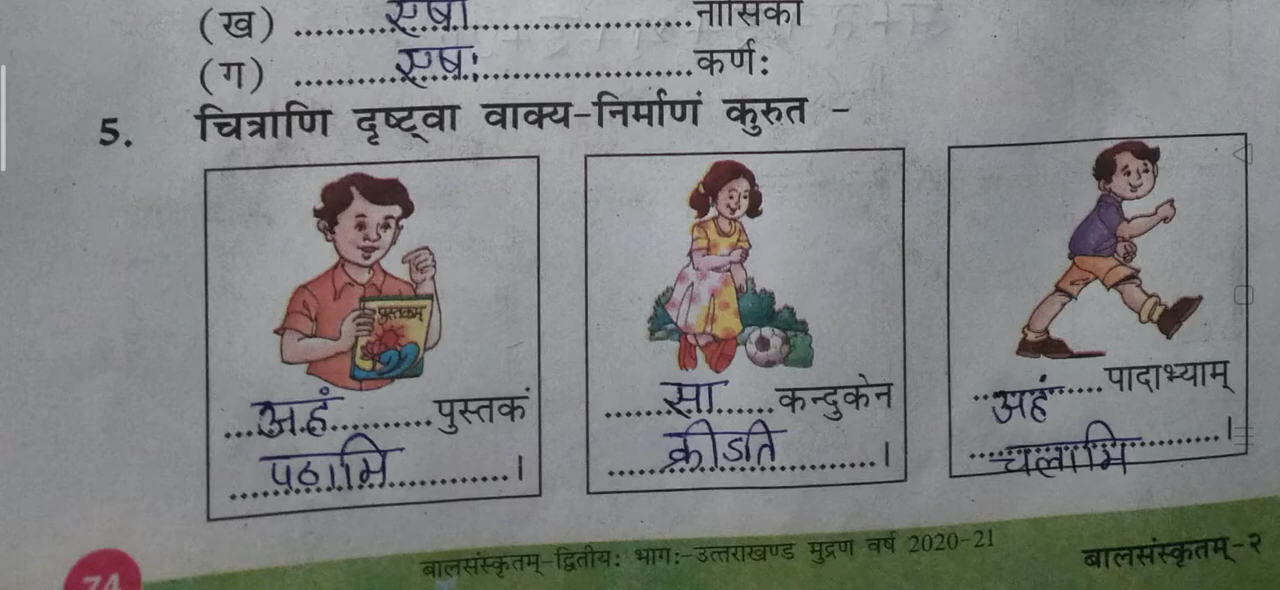 (ख) ........एषा........नासिका
(ग) ........एषः........कर्णः
5. चित्राणि दृष्ट्वा वाक्य-निर्माणं कुरुत -
पुस्तकम्
...अहं..........पुस्तकं
...पठामि............।
.......सा......कन्दुकेन
......क्रीडति..........।
...अहं......पादाभ्याम्
...चलामि..........।
74
बालसंस्कृतम्-द्वितीयः भागः-उत्तराखण्ड मुद्रण वर्ष 2020-21
बालसंस्कृतम्-२